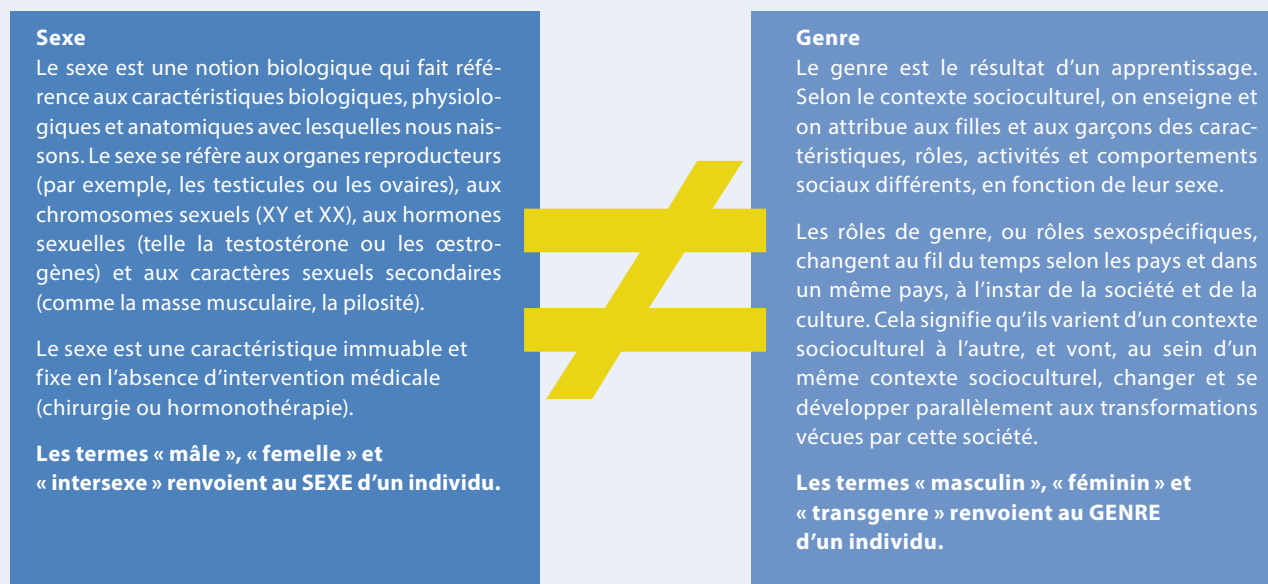 Sexe
Le sexe est une notion biologique qui fait réfé-
rence aux caractéristiques biologiques, physiolo-
giques et anatomiques avec lesquelles nous nais-
sons. Le sexe se réfère aux organes reproducteurs
(par exemple, les testicules ou les ovaires), aux
chromosomes sexuels (XY et XX), aux hormones
sexuelles (telle la testostérone ou les œstro-
gènes) et aux caractères sexuels secondaires
(comme la masse musculaire, la pilosité).
Le sexe est une caractéristique immuable et
fixe en l’absence d’intervention médicale
(chirurgie ou hormonothérapie).
Les termes « mâle », « femelle » et
« intersexe » renvoient au SEXE d’un individu.
≠
Genre
Le genre est le résultat d’un apprentissage.
Selon le contexte socioculturel, on enseigne et
on attribue aux filles et aux garçons des carac-
téristiques, rôles, activités et comportements
sociaux différents, en fonction de leur sexe.
Les rôles de genre, ou rôles sexospécifiques,
changent au fil du temps selon les pays et dans
un même pays, à l’instar de la société et de la
culture. Cela signifie qu’ils varient d’un contexte
socioculturel à l’autre, et vont, au sein d’un
même contexte socioculturel, changer et se
développer parallèlement aux transformations
vécues par cette société.
Les termes « masculin », « féminin » et
« transgenre » renvoient au GENRE
d’un individu.